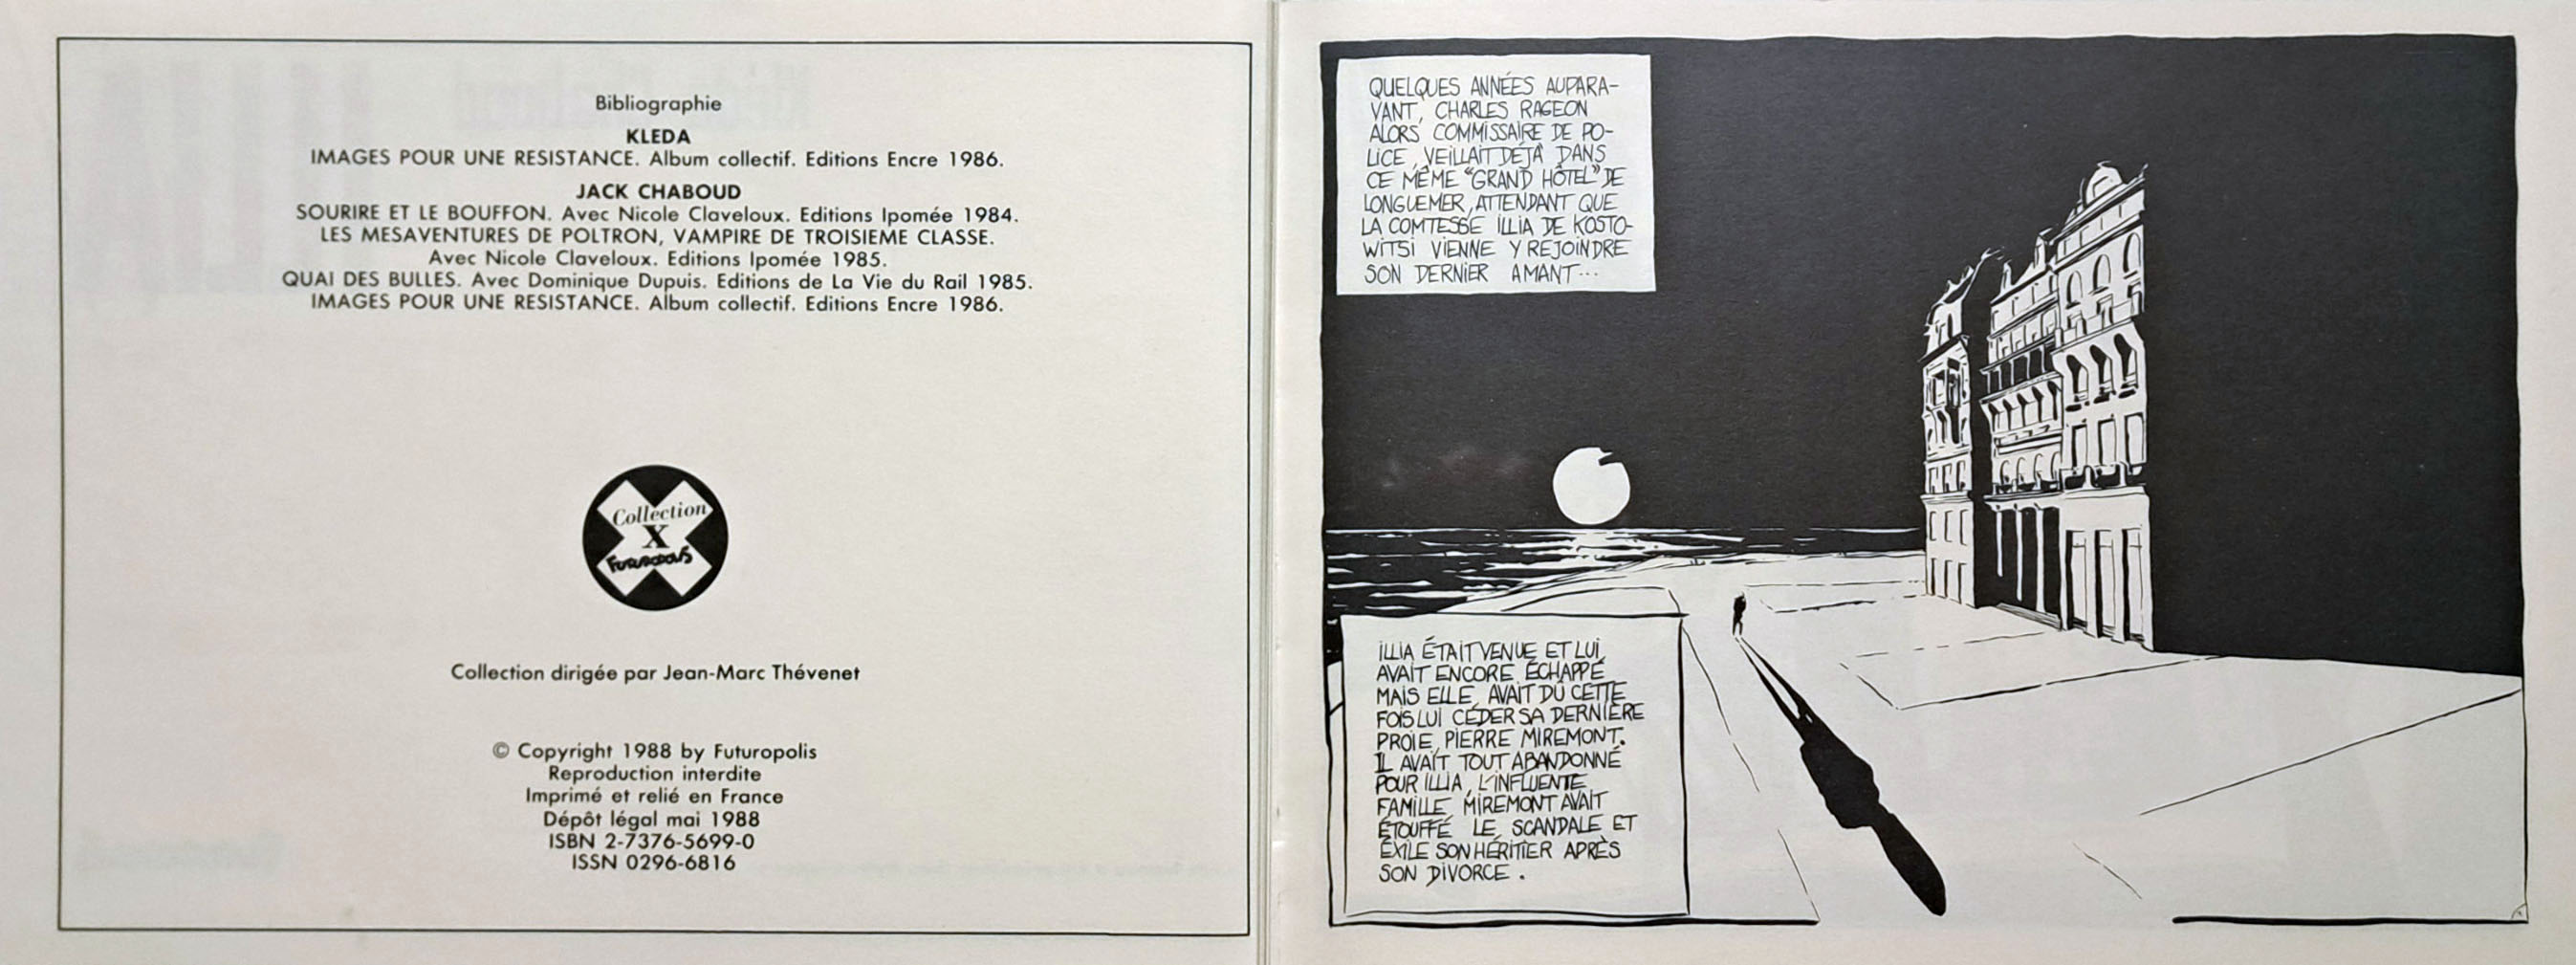 Bibliographie
KLEDA
IMAGES POUR UNE RESISTANCE. Album collectif. Editions Encre 1986.
JACK CHABOUD
SOURIRE ET LE BOUFFON. Avec Nicole Claveloux. Editions Ipomée 1984.
LES MESAVENTURES DE POLTRON, VAMPIRE DE TROISIEME CLASSE.
Avec Nicole Claveloux. Editions Ipomée 1985.
QUAI DES BULLES. Avec Dominique Dupuis. Editions de La Vie du Rail 1985.
IMAGES POUR UNE RESISTANCE. Album collectif. Editions Encre 1986.
Collection
X
FUTUROPOLIS
Collection dirigée par Jean-Marc Thévenet
© Copyright 1988 by Futuropolis
Reproduction interdite
Imprimé et relié en France
Dépôt légal mai 1988
ISBN 2-7376-5699-0
ISSN 0296-6816
QUELQUES ANNÉES AUPARA-
VANT, CHARLES RAGEON
ALORS COMMISSAIRE DE PO-
LICE, VEILLAIT DÉJÀ DANS
CE MÊME "GRAND HÔTEL" DE
LONGUEMER, ATTENDANT QUE
LA COMTESSE ILLIA DE KOSTO-
WITSI VIENNE Y REJOINDRE
SON DERNIER AMANT...
ILLIA ÉTAIT VENUE ET LUI
AVAIT ENCORE ÉCHAPPÉ
MAIS ELLE AVAIT DÛ CETTE
FOIS LUI CÉDER SA DERNIÈRE
PROIE, PIERRE MIREMONT.
IL AVAIT TOUT ABANDONNÉ
POUR ILLIA, L'INFLUENTE
FAMILLE MIREMONT AVAIT
ÉTOUFFÉ LE SCANDALE ET
EXILÉ SON HÉRITIER APRÈS
SON DIVORCE.